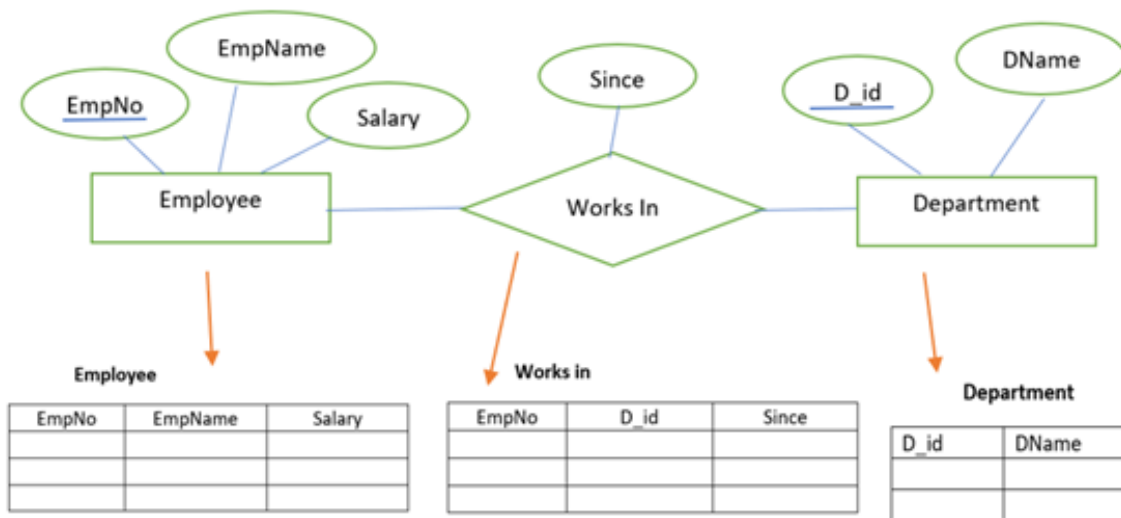 EmpName
Since
DName
EmpNo
D_id
Salary
Employee
Works In
Department
Employee
Works in
Department
EmpNo EmpName Salary
EmpNo D_id Since
D_id DName